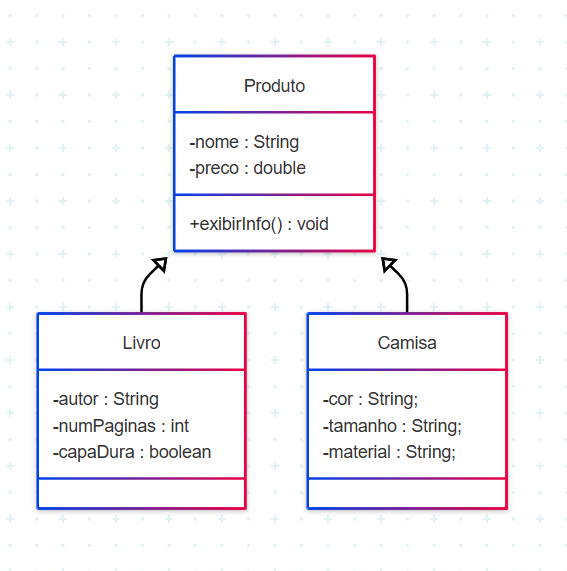 Produto
-nome : String
-preco : double
+exibirInfo() : void
Livro
-autor : String
-numPaginas : int
-capaDura : boolean
Camisa
-cor : String;
-tamanho : String;
-material : String;